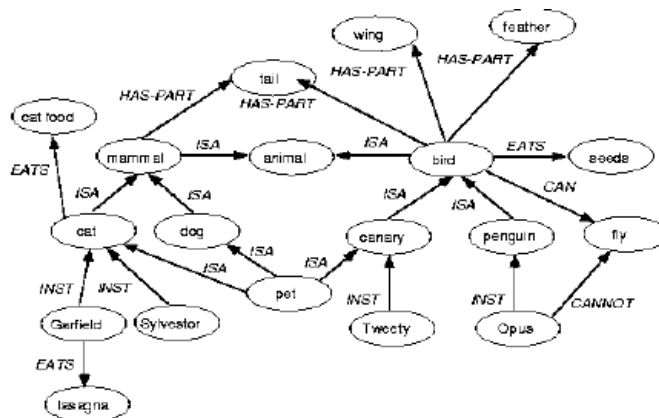 wing
feather
tail
HAS-PART
HAS-PART
HAS-PART
HAS-PART
cat food
mammal
ISA
animal
ISA
bird
EATS
seeds
EATS
ISA
ISA
ISA
ISA
CAN
cat
dog
canary
penguin
fly
ISA
ISA
ISA
INST
INST
pet
INST
INST
CANNOT
Garfield
Sylvestor
Tweety
Opus
EATS
lasagna